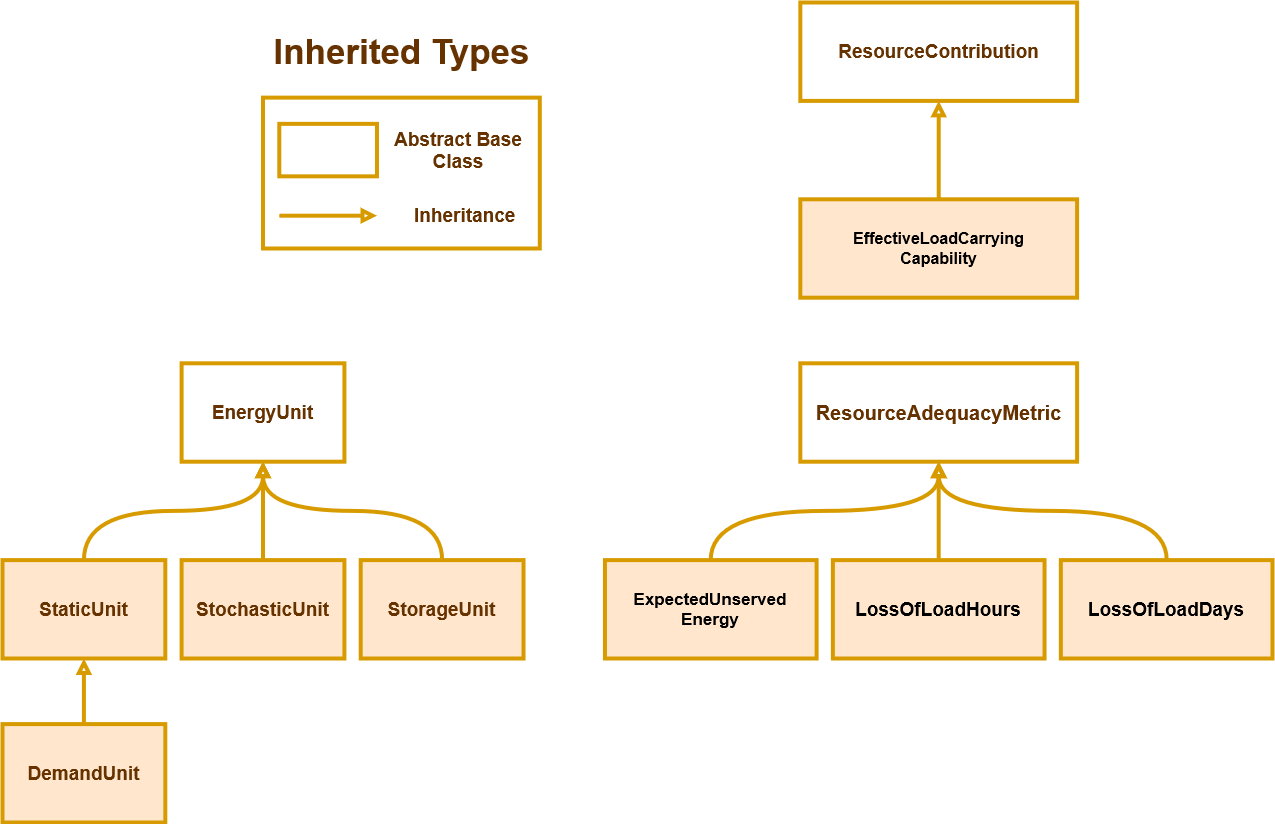 Inherited Types
Abstract Base
Class
Inheritance
ResourceContribution
EffectiveLoadCarrying
Capability
EnergyUnit
StaticUnit
StochasticUnit
StorageUnit
DemandUnit
ResourceAdequacyMetric
ExpectedUnserved
Energy
LossOfLoadHours
LossOfLoadDays